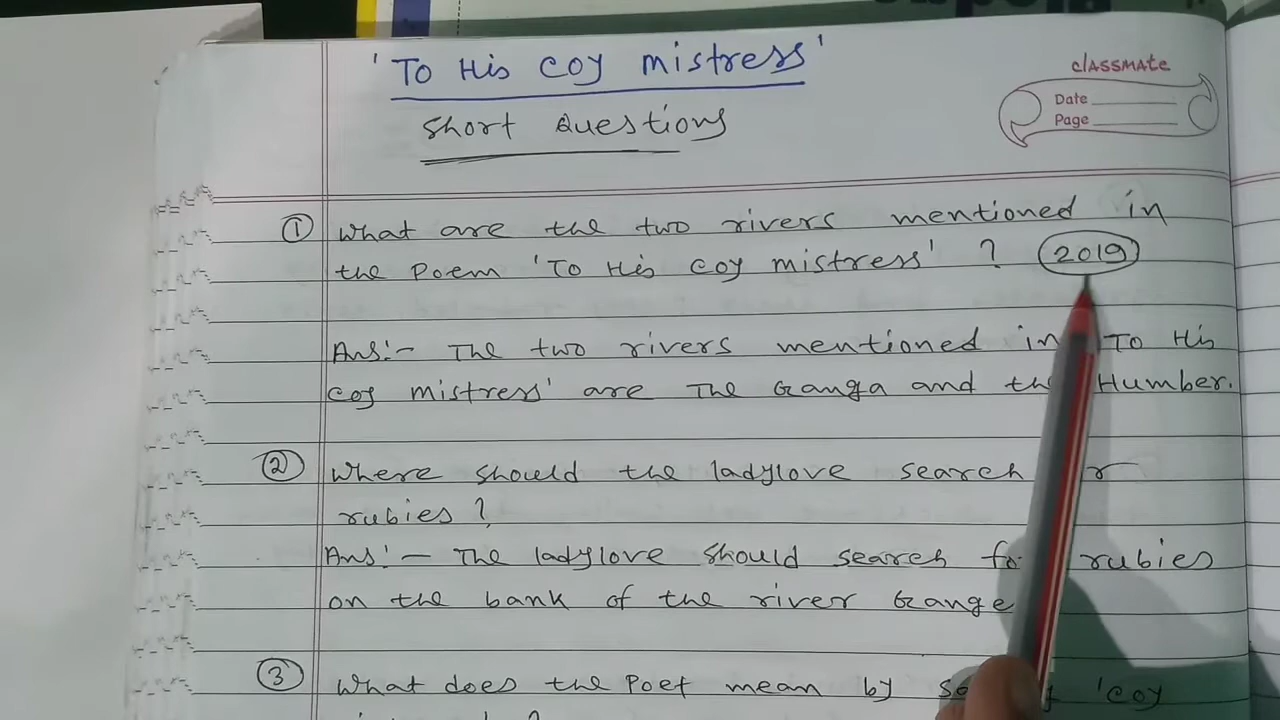 'To His coy mistress'
short Questions
classmate
Date
Page
① What are the two rivers mentioned in
the Poem 'To His coy mistress' ? 2019
Ans:- The two rivers mentioned in To His
coy mistress' are The Ganga and the Humber.
② Where should the ladylove search
rubies ?
Ans:- The ladylove should search for rubies
on the bank of the river Gange
③ What does the Poet mean by 'coy